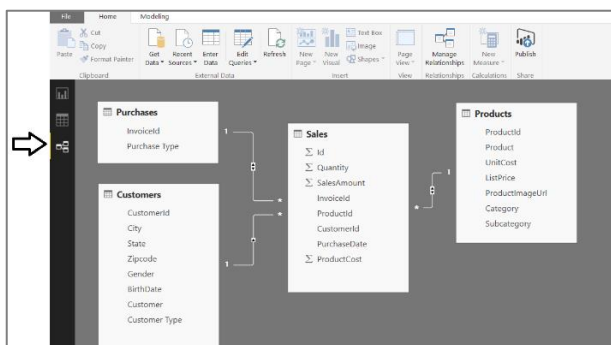 File Home Modeling
Paste
Cut
Copy
Format Painter
Clipboard
Get Data
Recent Sources
Enter Data
Edit Queries
Refresh
External Data
New Page
New Visual
Text Box
Image
Shapes
Insert
Page View
View
Manage Relationships
Relationships
New Measure
Calculations
Publish
Share
Purchases
InvoiceId
Purchase Type
1
Customers
CustomerId
City
State
Zipcode
Gender
BirthDate
Customer
Customer Type
1
Sales
Σ Id
Σ Quantity
Σ SalesAmount
InvoiceId
ProductId
CustomerId
PurchaseDate
Σ ProductCost
*
*
*
1
Products
ProductId
Product
UnitCost
ListPrice
ProductImageUrl
Category
Subcategory